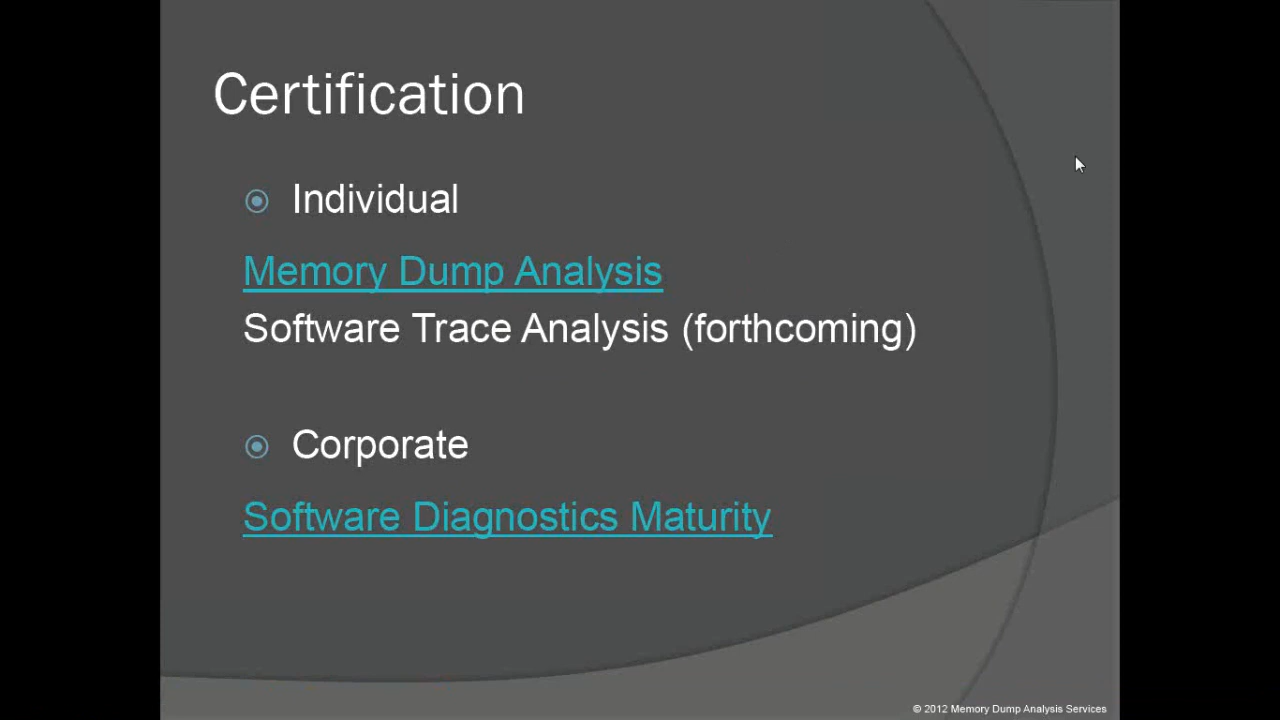 Certification
Individual
Memory Dump Analysis
Software Trace Analysis (forthcoming)
Corporate
Software Diagnostics Maturity
© 2012 Memory Dump Analysis Services